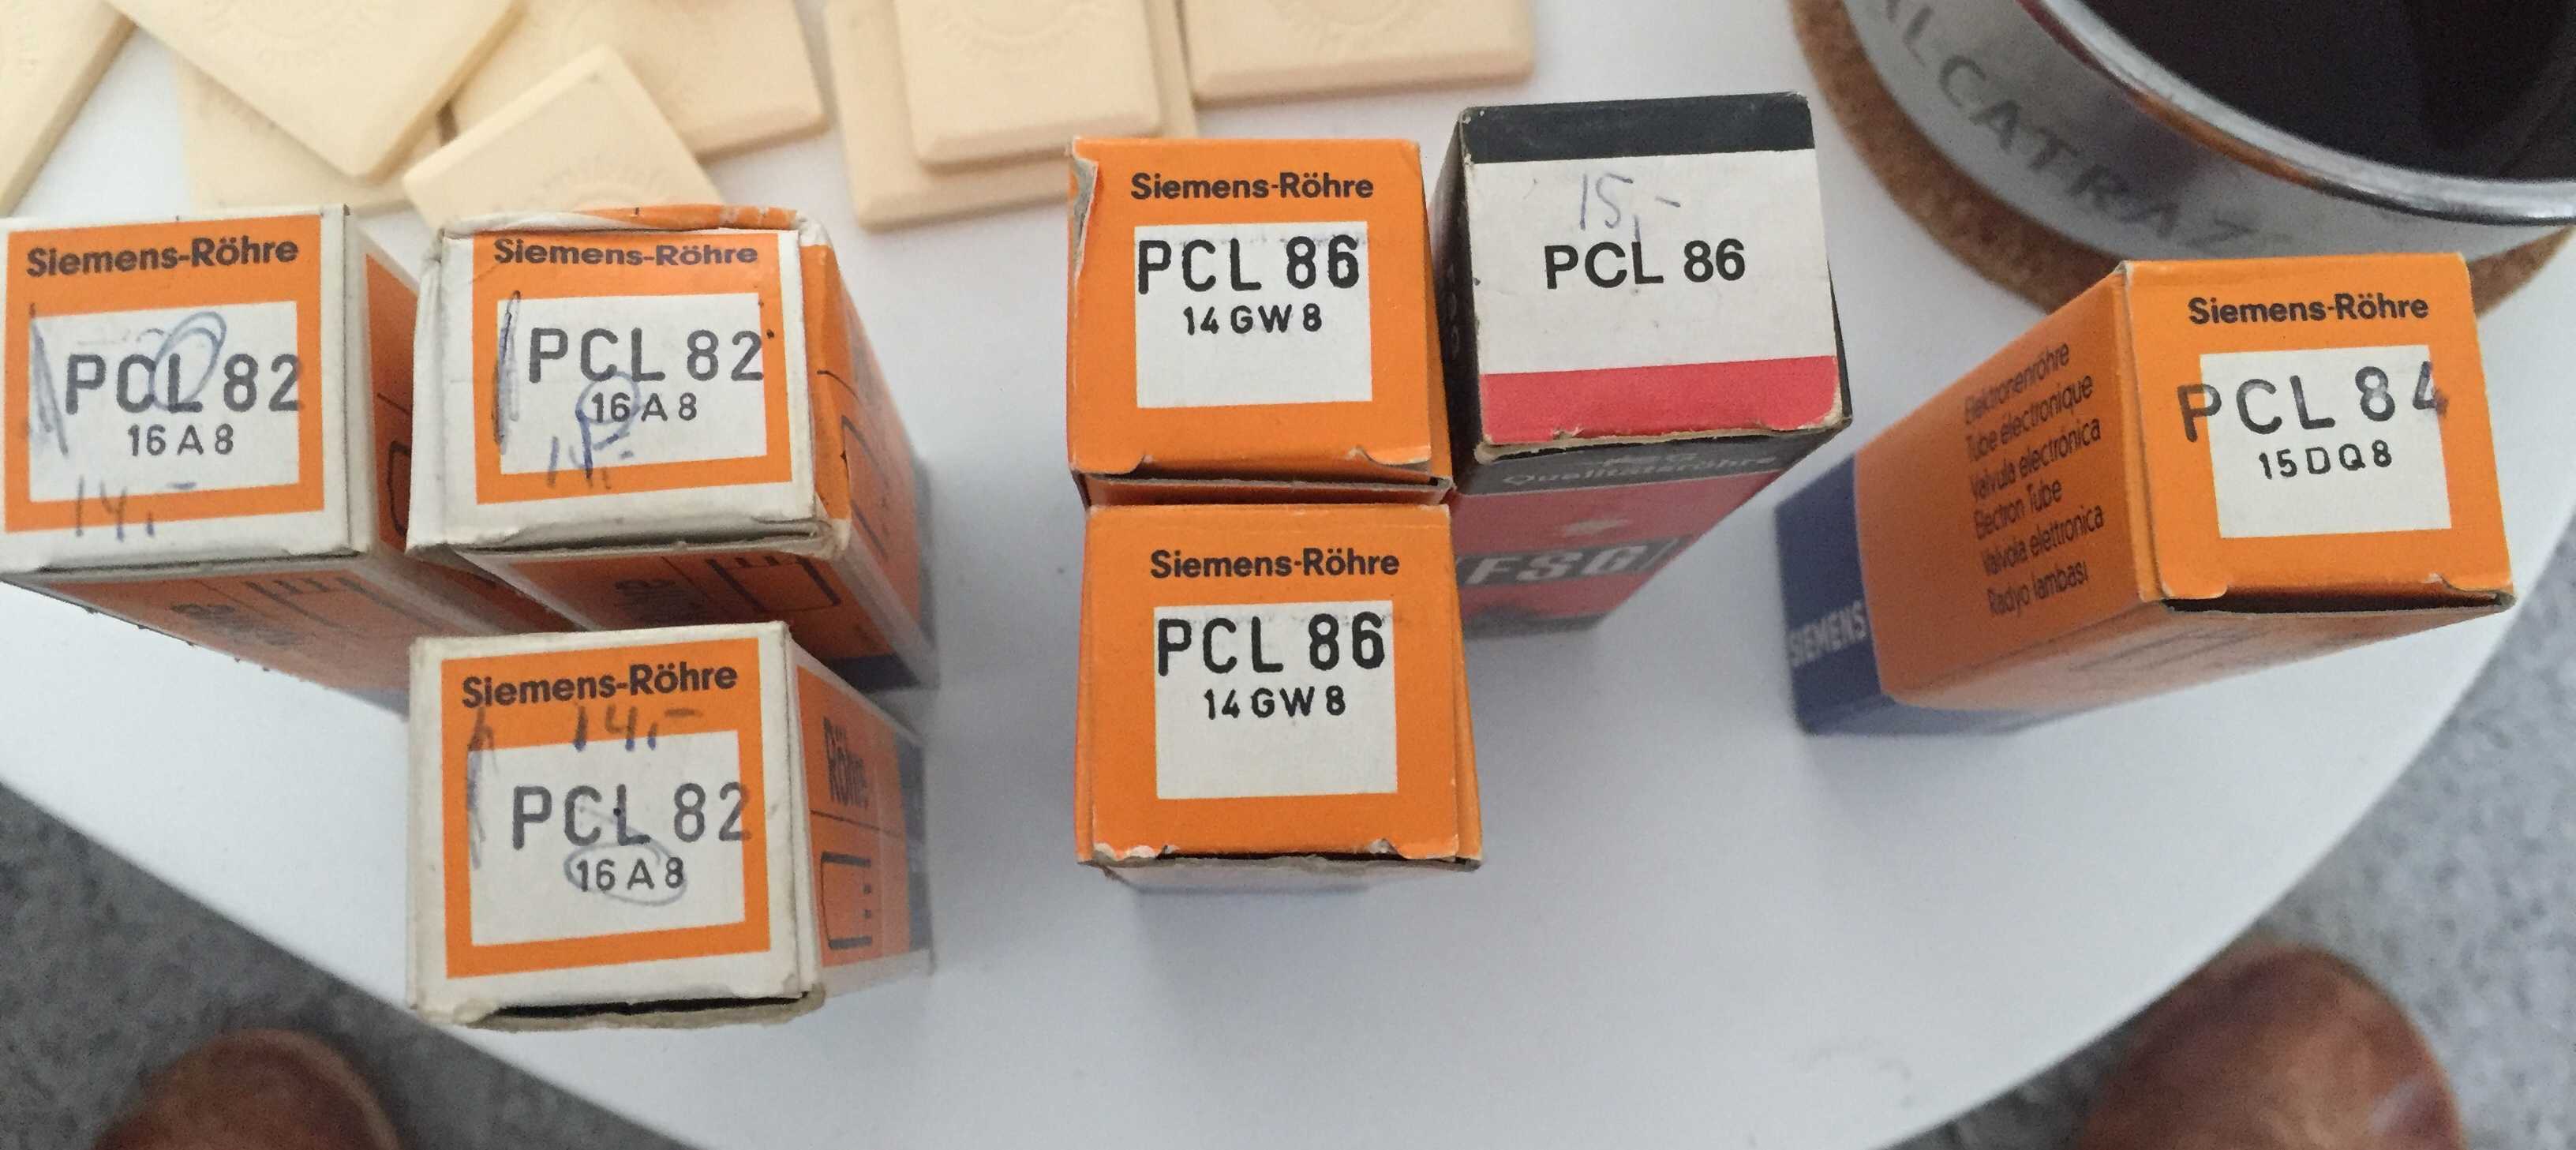 Siemens-Röhre
PCL 82
16 A 8
14,-
Siemens-Röhre
PCL 82
16 A 8
14,-
Siemens-Röhre
14,-
PCL 82
16 A 8
Röhre
Siemens-Röhre
PCL 86
14 GW 8
Siemens-Röhre
PCL 86
14 GW 8
15,-
PCL 86
Qualitätsröhre
FSG
ALCATRAZ
Siemens-Röhre
PCL 84
15 DQ 8
Elektronenröhre
Tube électronique
Válvula electrónica
Electron Tube
Valvola elettronica
Radyo lambası
SIEMENS